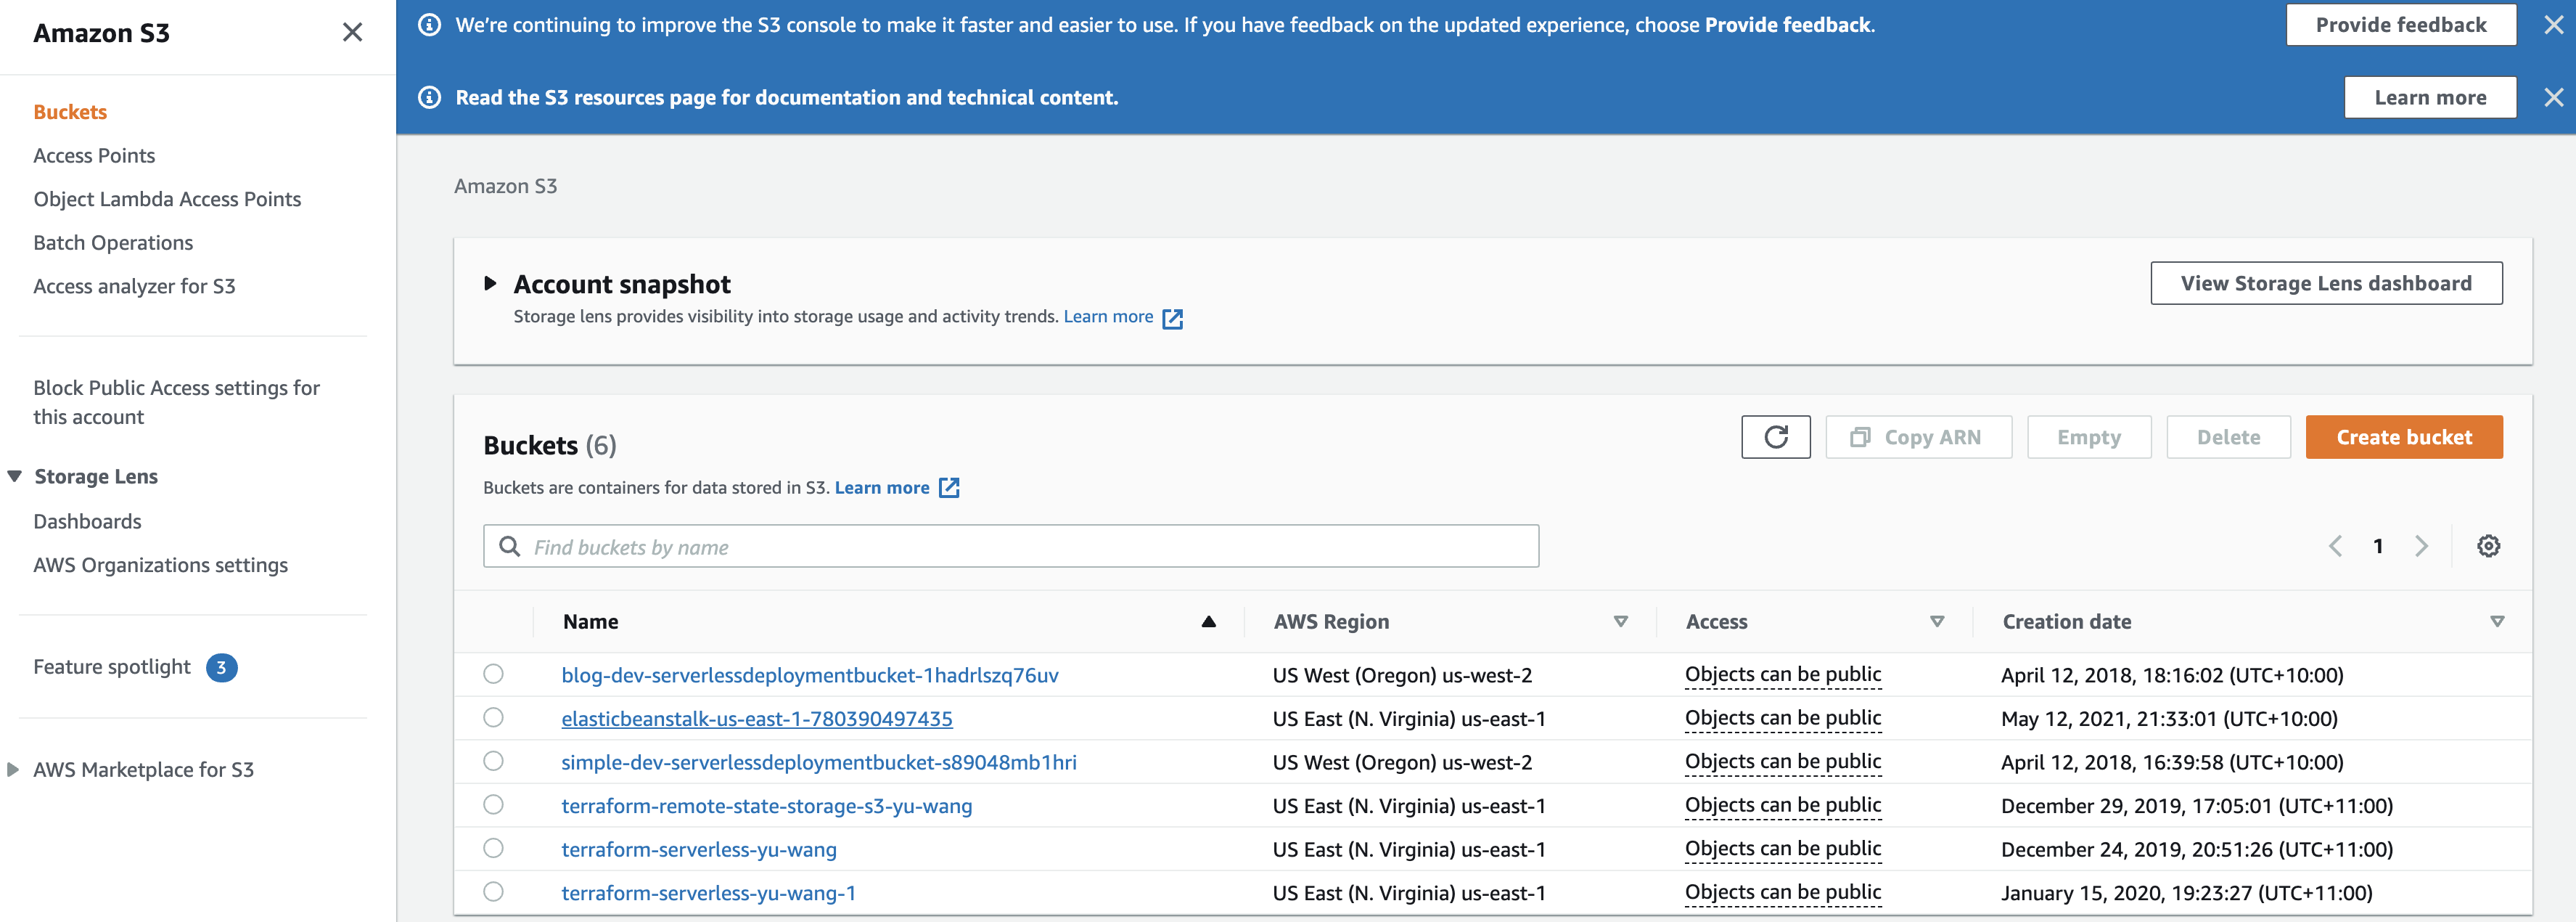 Amazon S3
Buckets
Access Points
Object Lambda Access Points
Batch Operations
Access analyzer for S3
Block Public Access settings for
this account
Storage Lens
Dashboards
AWS Organizations settings
Feature spotlight 3
AWS Marketplace for S3
We're continuing to improve the S3 console to make it faster and easier to use. If you have feedback on the updated experience, choose Provide feedback. Provide feedback
Read the S3 resources page for documentation and technical content. Learn more
Amazon S3
Account snapshot View Storage Lens dashboard
Storage lens provides visibility into storage usage and activity trends. Learn more
Buckets (6) Copy ARN Empty Delete Create bucket
Buckets are containers for data stored in S3. Learn more
Find buckets by name 1
Name AWS Region Access Creation date
blog-dev-serverlessdeploymentbucket-1hadrlszq76uv US West (Oregon) us-west-2 Objects can be public April 12, 2018, 18:16:02 (UTC+10:00)
elasticbeanstalk-us-east-1-780390497435 US East (N. Virginia) us-east-1 Objects can be public May 12, 2021, 21:33:01 (UTC+10:00)
simple-dev-serverlessdeploymentbucket-s89048mb1hri US West (Oregon) us-west-2 Objects can be public April 12, 2018, 16:39:58 (UTC+10:00)
terraform-remote-state-storage-s3-yu-wang US East (N. Virginia) us-east-1 Objects can be public December 29, 2019, 17:05:01 (UTC+11:00)
terraform-serverless-yu-wang US East (N. Virginia) us-east-1 Objects can be public December 24, 2019, 20:51:26 (UTC+11:00)
terraform-serverless-yu-wang-1 US East (N. Virginia) us-east-1 Objects can be public January 15, 2020, 19:23:27 (UTC+11:00)